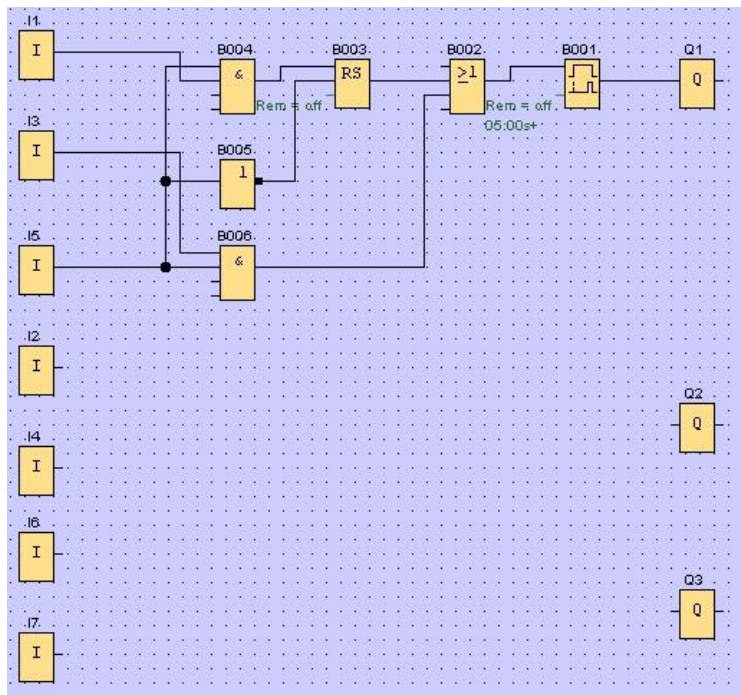 I1
I
B004
&
B003
RS
Rem = off
B002
≥1
B001
Rem = off
05:00s+
Q1
Q
I3
I
B005
1
I5
I
B006
&
I2
I
Q2
Q
I4
I
I6
I
Q3
Q
I7
I